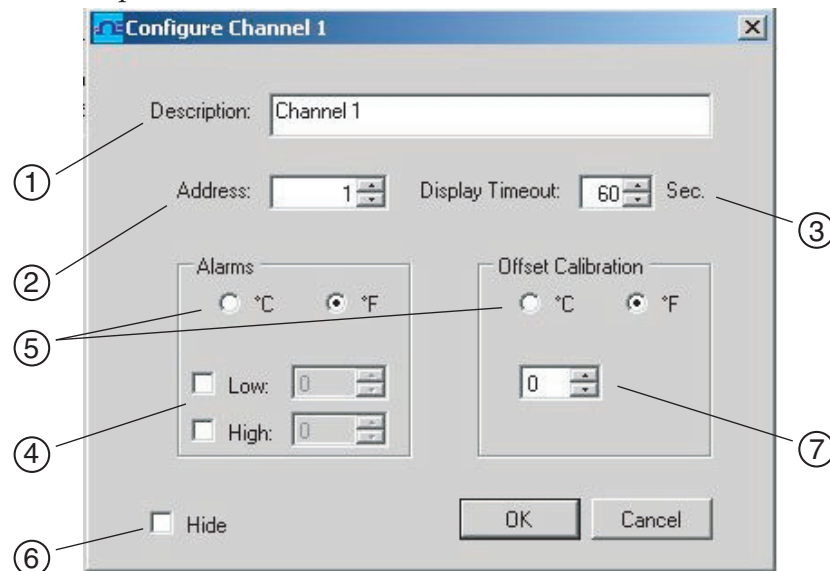 Configure Channel 1
Description: Channel 1
1
Address: 1 Display Timeout: 60 Sec.
3
2
Alarms Offset Calibration
°C °F °C °F
5
Low: 0 0
4
High: 0
7
Hide OK Cancel
6